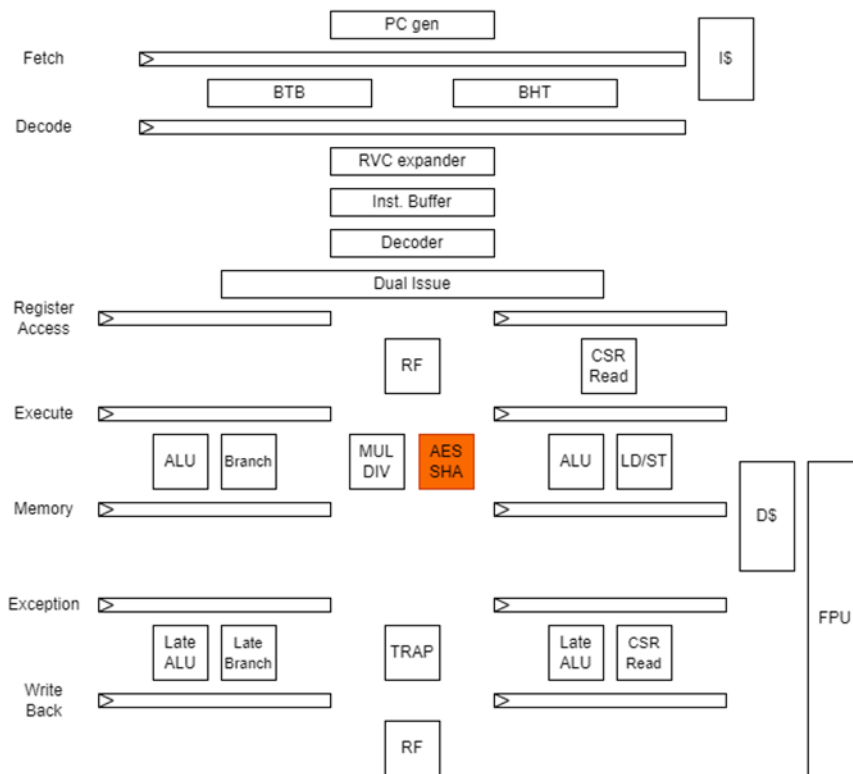 PC gen
Fetch
I$
BTB
BHT
Decode
RVC expander
Inst. Buffer
Decoder
Dual Issue
Register
Access
RF
CSR
Read
Execute
ALU
Branch
MUL
DIV
AES
SHA
ALU
LD/ST
Memory
D$
Exception
FPU
Late
ALU
Late
Branch
TRAP
Late
ALU
CSR
Read
Write
Back
RF